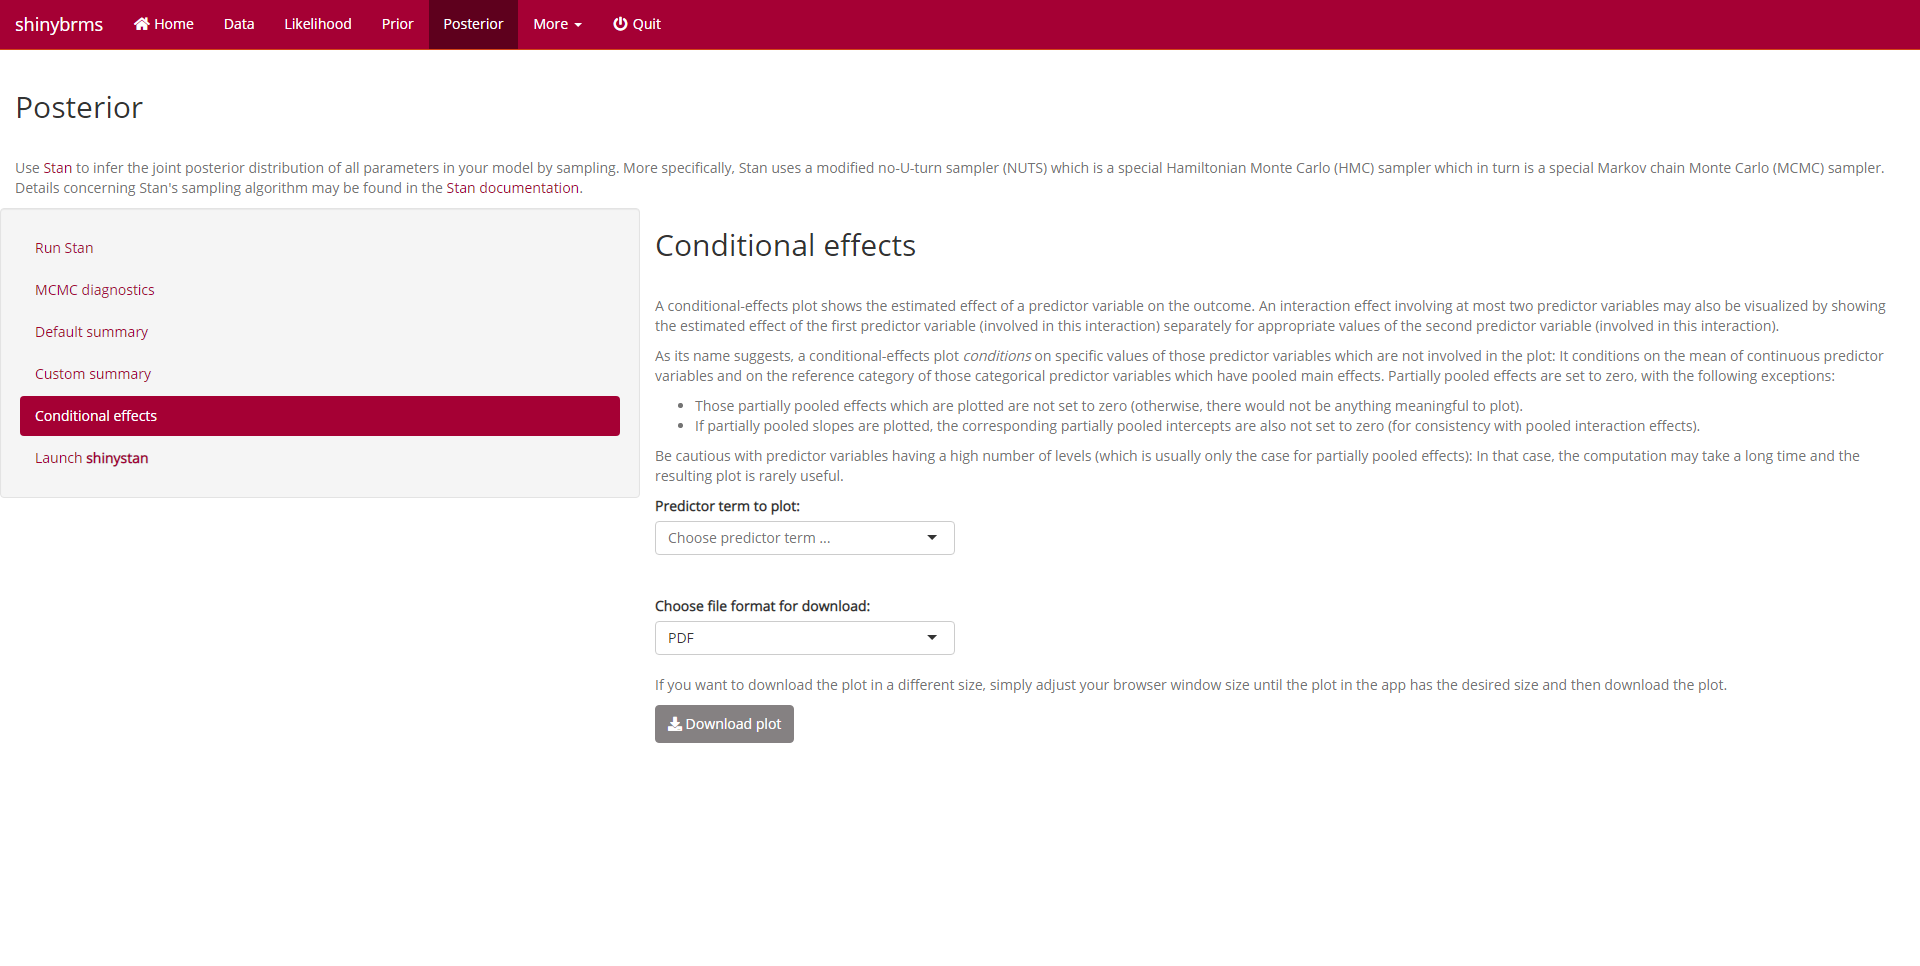 shinybrms Home Data Likelihood Prior Posterior More Quit
Posterior
Use Stan to infer the joint posterior distribution of all parameters in your model by sampling. More specifically, Stan uses a modified no-U-turn sampler (NUTS) which is a special Hamiltonian Monte Carlo (HMC) sampler which in turn is a special Markov chain Monte Carlo (MCMC) sampler.
Details concerning Stan's sampling algorithm may be found in the Stan documentation.
Run Stan
MCMC diagnostics
Default summary
Custom summary
Conditional effects
Launch shinystan
Conditional effects
A conditional-effects plot shows the estimated effect of a predictor variable on the outcome. An interaction effect involving at most two predictor variables may also be visualized by showing
the estimated effect of the first predictor variable (involved in this interaction) separately for appropriate values of the second predictor variable (involved in this interaction).
As its name suggests, a conditional-effects plot conditions on specific values of those predictor variables which are not involved in the plot: It conditions on the mean of continuous predictor
variables and on the reference category of those categorical predictor variables which have pooled main effects. Partially pooled effects are set to zero, with the following exceptions:
• Those partially pooled effects which are plotted are not set to zero (otherwise, there would not be anything meaningful to plot).
• If partially pooled slopes are plotted, the corresponding partially pooled intercepts are also not set to zero (for consistency with pooled interaction effects).
Be cautious with predictor variables having a high number of levels (which is usually only the case for partially pooled effects): In that case, the computation may take a long time and the
resulting plot is rarely useful.
Predictor term to plot:
Choose predictor term ...
Choose file format for download:
PDF
If you want to download the plot in a different size, simply adjust your browser window size until the plot in the app has the desired size and then download the plot.
Download plot